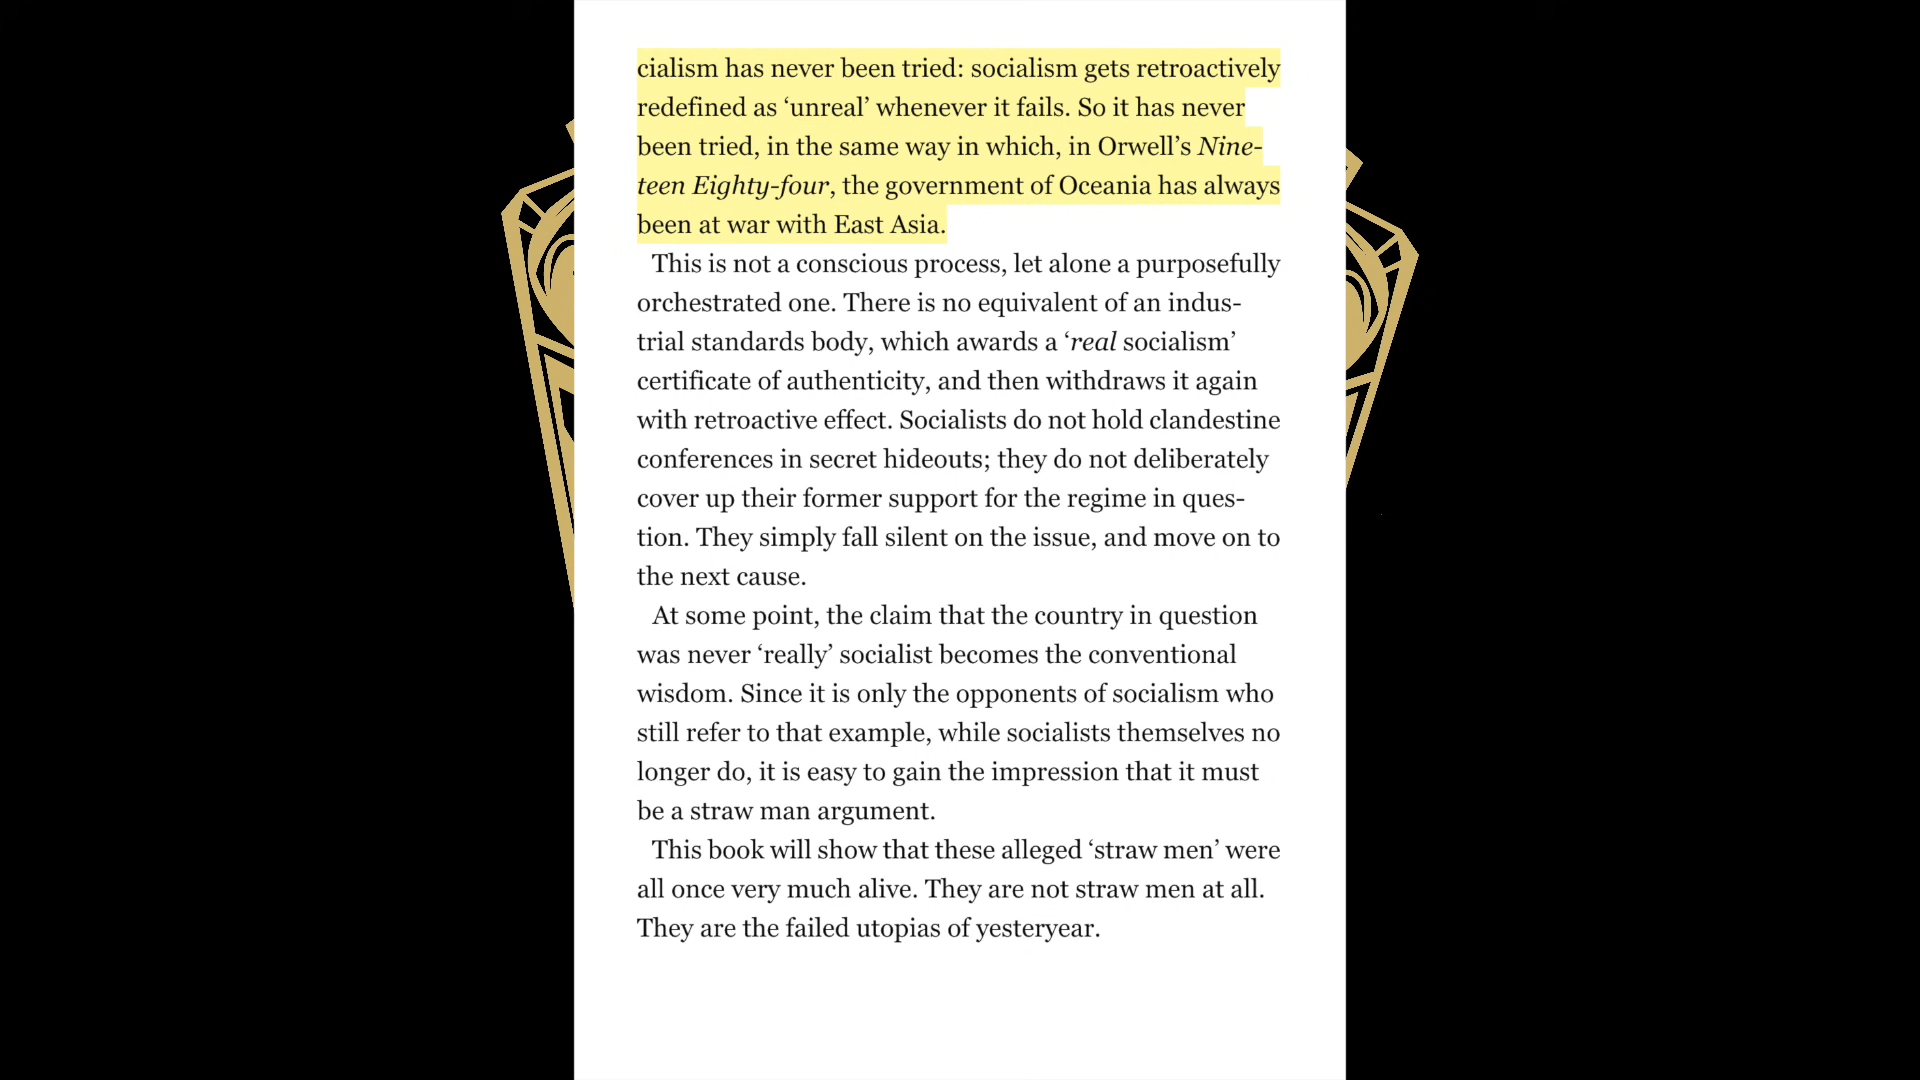 cialism has never been tried: socialism gets retroactively
redefined as ‘unreal’ whenever it fails. So it has never
been tried, in the same way in which, in Orwell’s Nine-
teen Eighty-four, the government of Oceania has always
been at war with East Asia.
This is not a conscious process, let alone a purposefully
orchestrated one. There is no equivalent of an indus-
trial standards body, which awards a ‘real socialism’
certificate of authenticity, and then withdraws it again
with retroactive effect. Socialists do not hold clandestine
conferences in secret hideouts; they do not deliberately
cover up their former support for the regime in ques-
tion. They simply fall silent on the issue, and move on to
the next cause.
At some point, the claim that the country in question
was never ‘really’ socialist becomes the conventional
wisdom. Since it is only the opponents of socialism who
still refer to that example, while socialists themselves no
longer do, it is easy to gain the impression that it must
be a straw man argument.
This book will show that these alleged ‘straw men’ were
all once very much alive. They are not straw men at all.
They are the failed utopias of yesteryear.